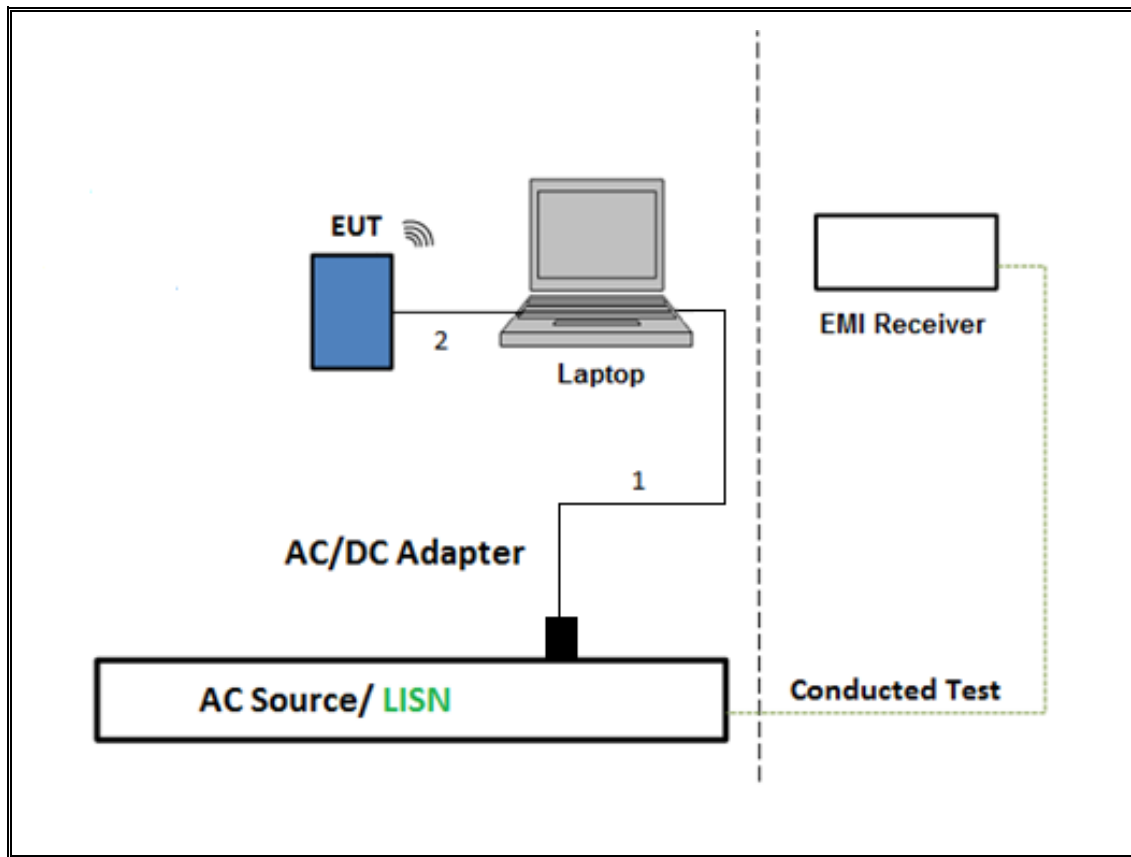 EUT
2
Laptop
EMI Receiver
1
AC/DC Adapter
AC Source/ LISN
Conducted Test